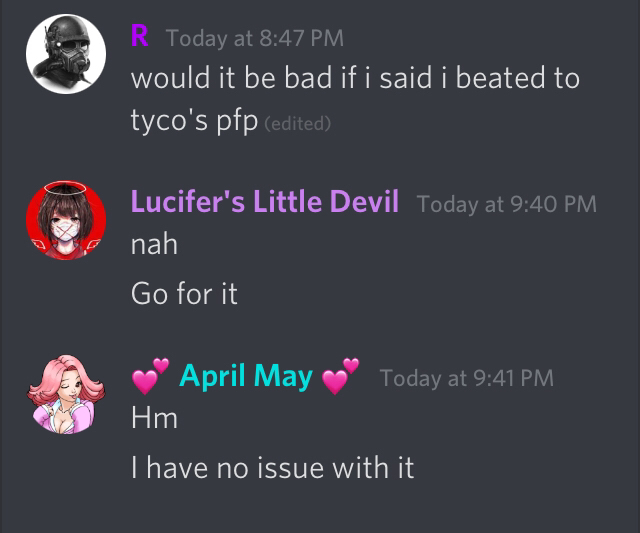 R Today at 8:47 PM
would it be bad if i said i beated to
tyco's pfp (edited)
Lucifer's Little Devil Today at 9:40 PM
nah
Go for it
💕 April May 💕 Today at 9:41 PM
Hm
I have no issue with it